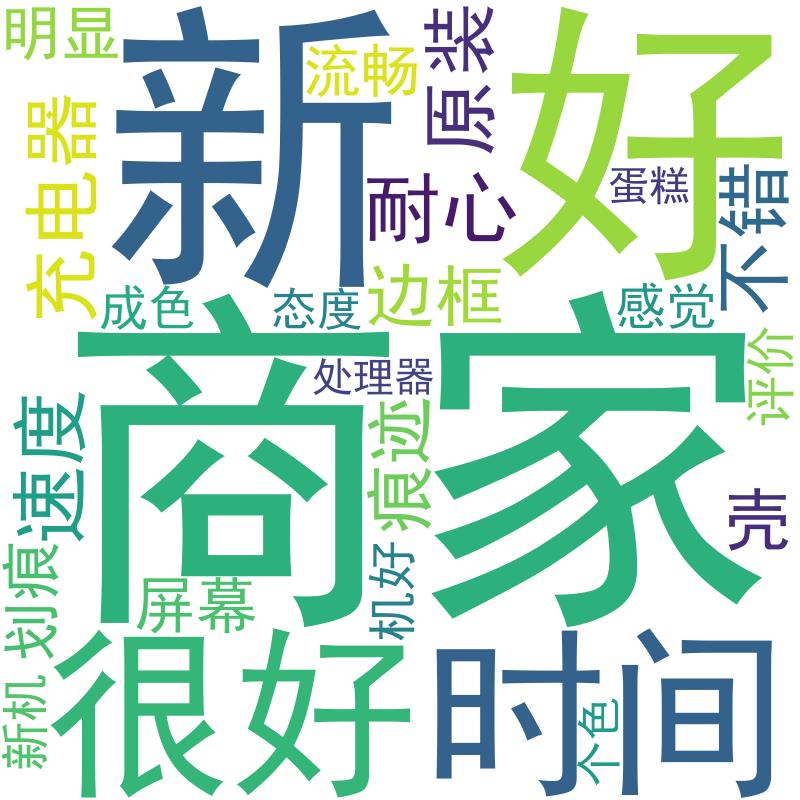 明显
新
流畅
原装
好
充电器
耐心
蛋糕
不错
成色
态度
边框
感觉
商家
处理器
评价
速度
痕迹
壳
划痕
屏幕
机好
新机
很好
时间
个色